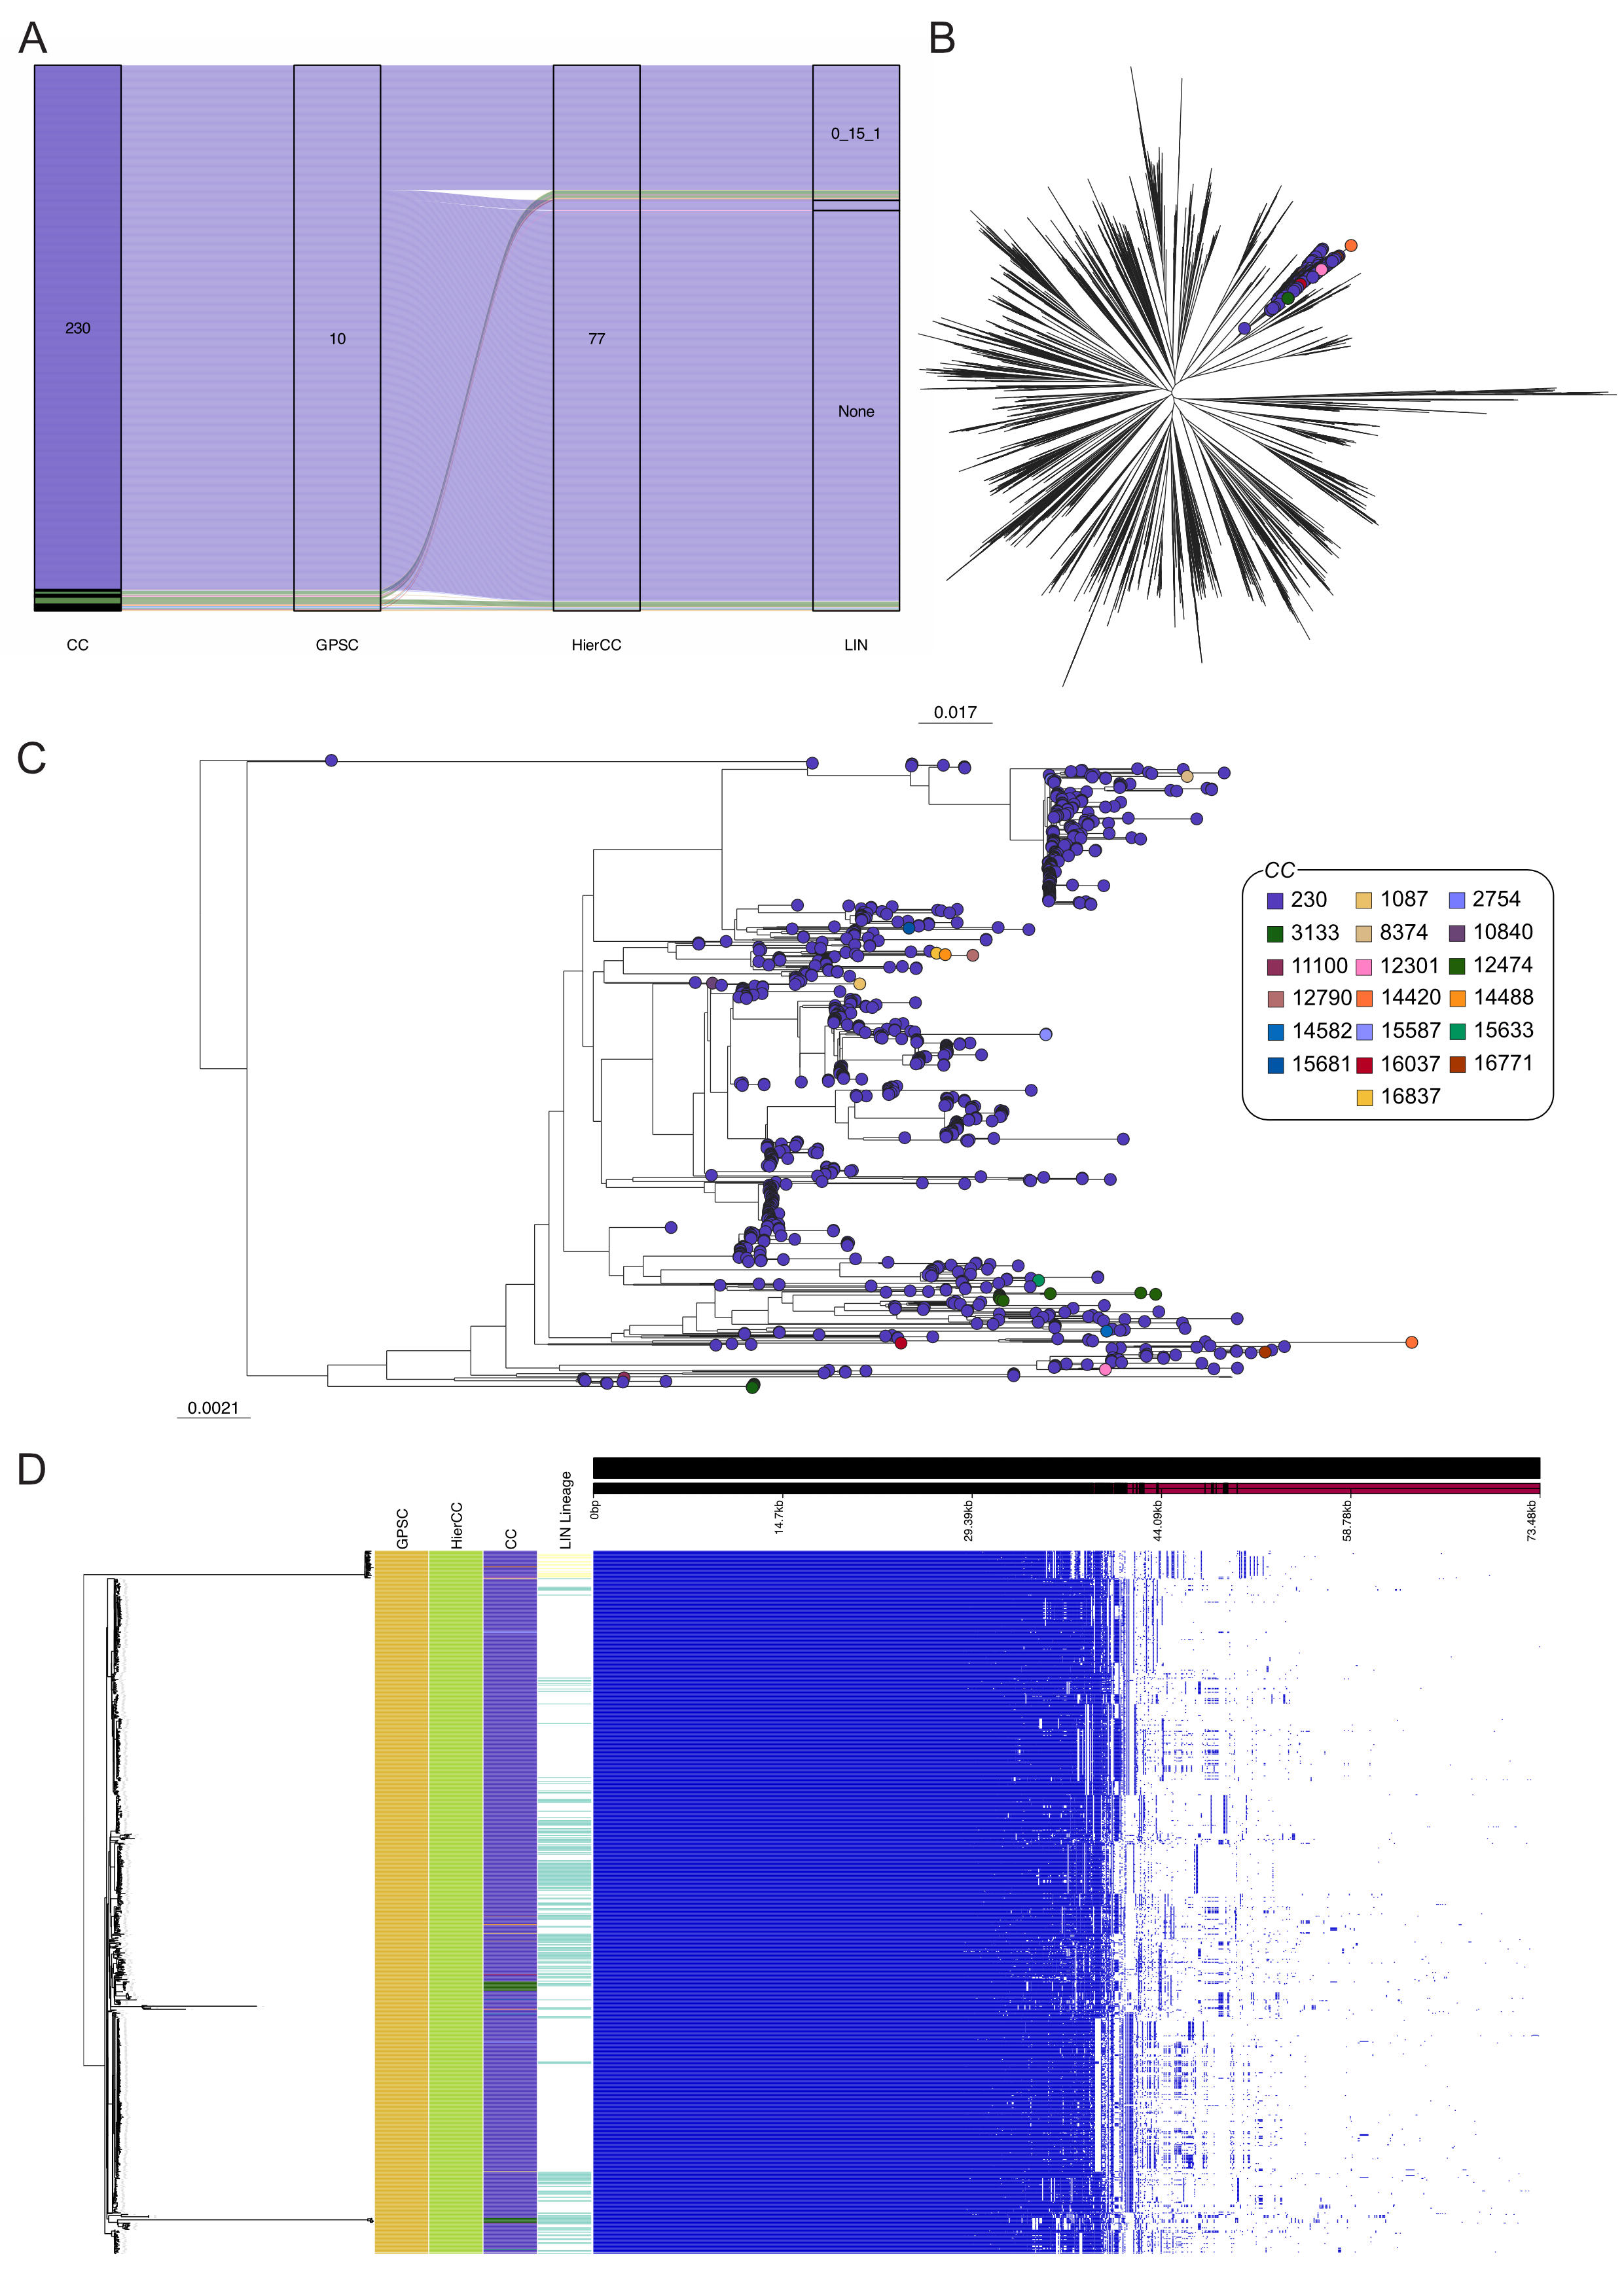 A
B
0_15_1
230
10
77
None
CC
GPSC
HierCC
LIN
0.017
C
CC
230 1087 2754
3133 8374 10840
11100 12301 12474
12790 14420 14488
14582 15587 15633
15681 16037 16771
16837
0.0021
D
GPSC
HierCC
CC
LIN Lineage
0bp
14.7kb
29.39kb
44.09kb
58.78kb
73.48kb